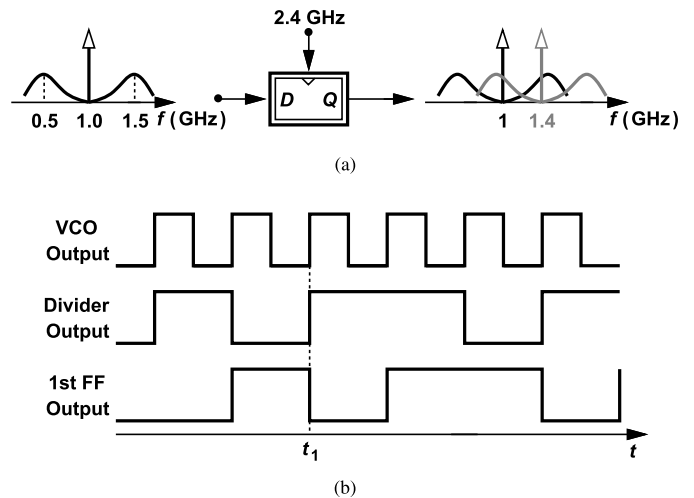 2.4 GHz
D Q
0.5 1.0 1.5 f (GHz)
1 1.4 f (GHz)
(a)
VCO
Output
Divider
Output
1st FF
Output
t1 t
(b)